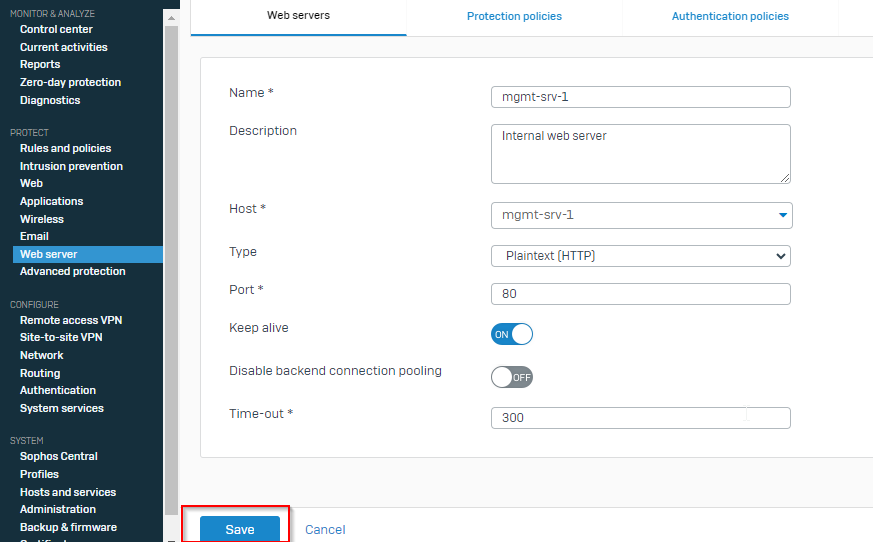 MONITOR & ANALYZE
Control center
Current activities
Reports
Zero-day protection
Diagnostics
PROTECT
Rules and policies
Intrusion prevention
Web
Applications
Wireless
Email
Web server
Advanced protection
CONFIGURE
Remote access VPN
Site-to-site VPN
Network
Routing
Authentication
System services
SYSTEM
Sophos Central
Profiles
Hosts and services
Administration
Backup & firmware
Web servers Protection policies Authentication policies
Name * mgmt-srv-1
Description Internal web server
Host * mgmt-srv-1
Type Plaintext (HTTP)
Port * 80
Keep alive ON
Disable backend connection pooling OFF
Time-out * 300
Save Cancel